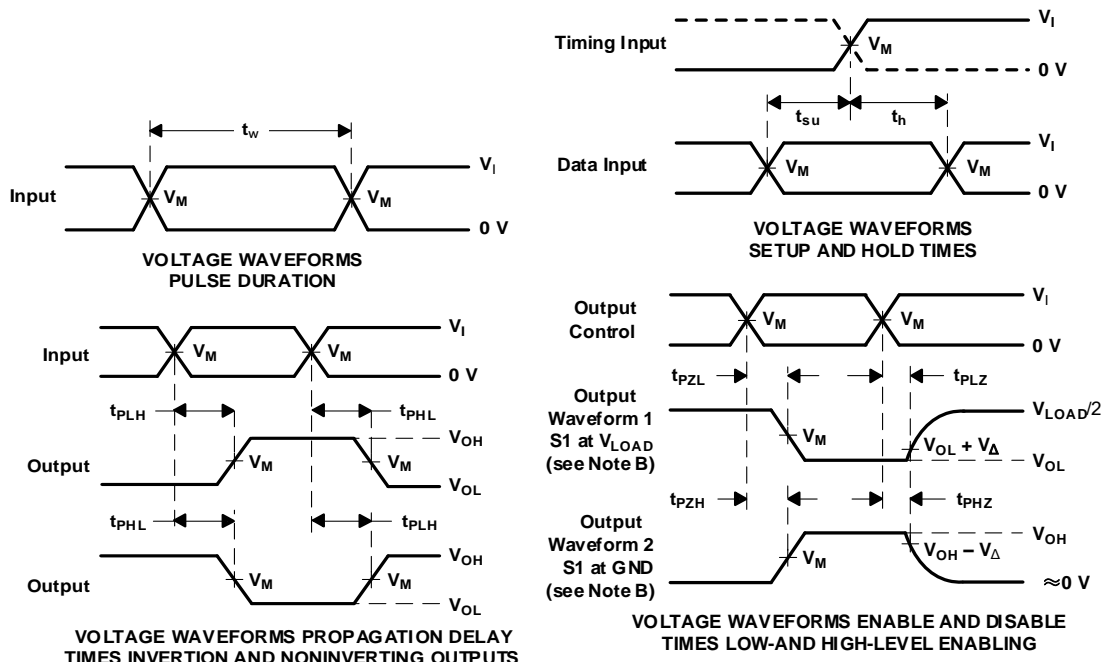 t_w
V_I
Input
V_M
V_M
0 V
VOLTAGE WAVEFORMS
PULSE DURATION
V_I
Timing Input
V_M
0 V
t_su
t_h
V_I
Data Input
V_M
V_M
0 V
VOLTAGE WAVEFORMS
SETUP AND HOLD TIMES
V_I
Input
V_M
V_M
0 V
t_PLH
t_PHL
V_OH
Output
V_M
V_M
V_OL
t_PHL
t_PLH
V_OH
Output
V_M
V_M
V_OL
VOLTAGE WAVEFORMS PROPAGATION DELAY
TIMES INVERTION AND NONINVERTING OUTPUTS
V_I
Output
Control
V_M
V_M
0 V
t_PZL
t_PLZ
Output
Waveform 1
S1 at V_LOAD
(see Note B)
V_LOAD/2
V_M
V_OL + V_Δ
V_OL
t_PZH
t_PHZ
Output
Waveform 2
S1 at GND
(see Note B)
V_OH
V_M
V_OH − V_Δ
≈0 V
VOLTAGE WAVEFORMS ENABLE AND DISABLE
TIMES LOW-AND HIGH-LEVEL ENABLING